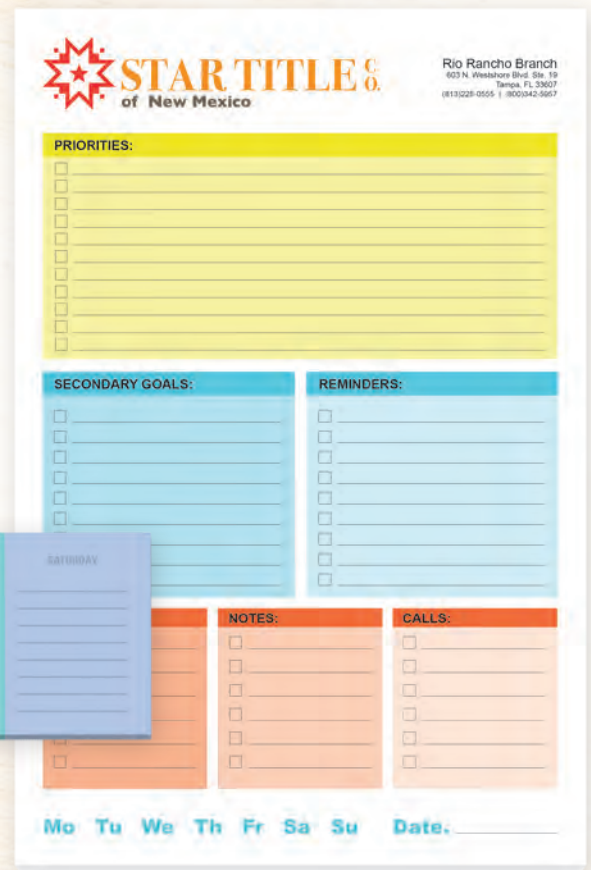 STAR TITLE CO.
of New Mexico
Rio Rancho Branch
603 N. Westshore Blvd. Ste. 19
Tampa, FL 33607
(813)228-0555 | (800)342-5957
PRIORITIES:
SECONDARY GOALS:
REMINDERS:
SATURDAY
NOTES:
CALLS:
Mo Tu We Th Fr Sa Su Date.